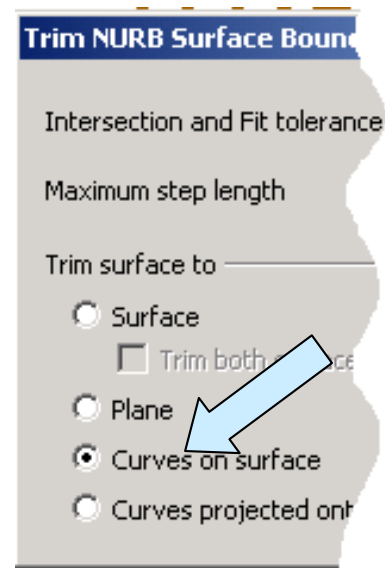 Trim NURB Surface Boun
Intersection and Fit tolerance
Maximum step length
Trim surface to
Surface
Trim both
Plane
Curves on surface
Curves projected ont